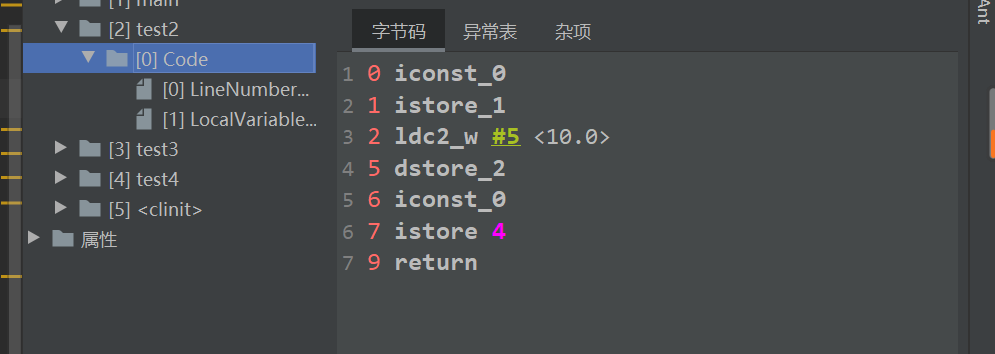 [1] main
[2] test2
[0] Code
[0] LineNumber...
[1] LocalVariable...
[3] test3
[4] test4
[5] <clinit>
属性
字节码 异常表 杂项
1 0 iconst_0
2 1 istore_1
3 2 ldc2_w #5 <10.0>
4 5 dstore_2
5 6 iconst_0
6 7 istore 4
7 9 return
Ant